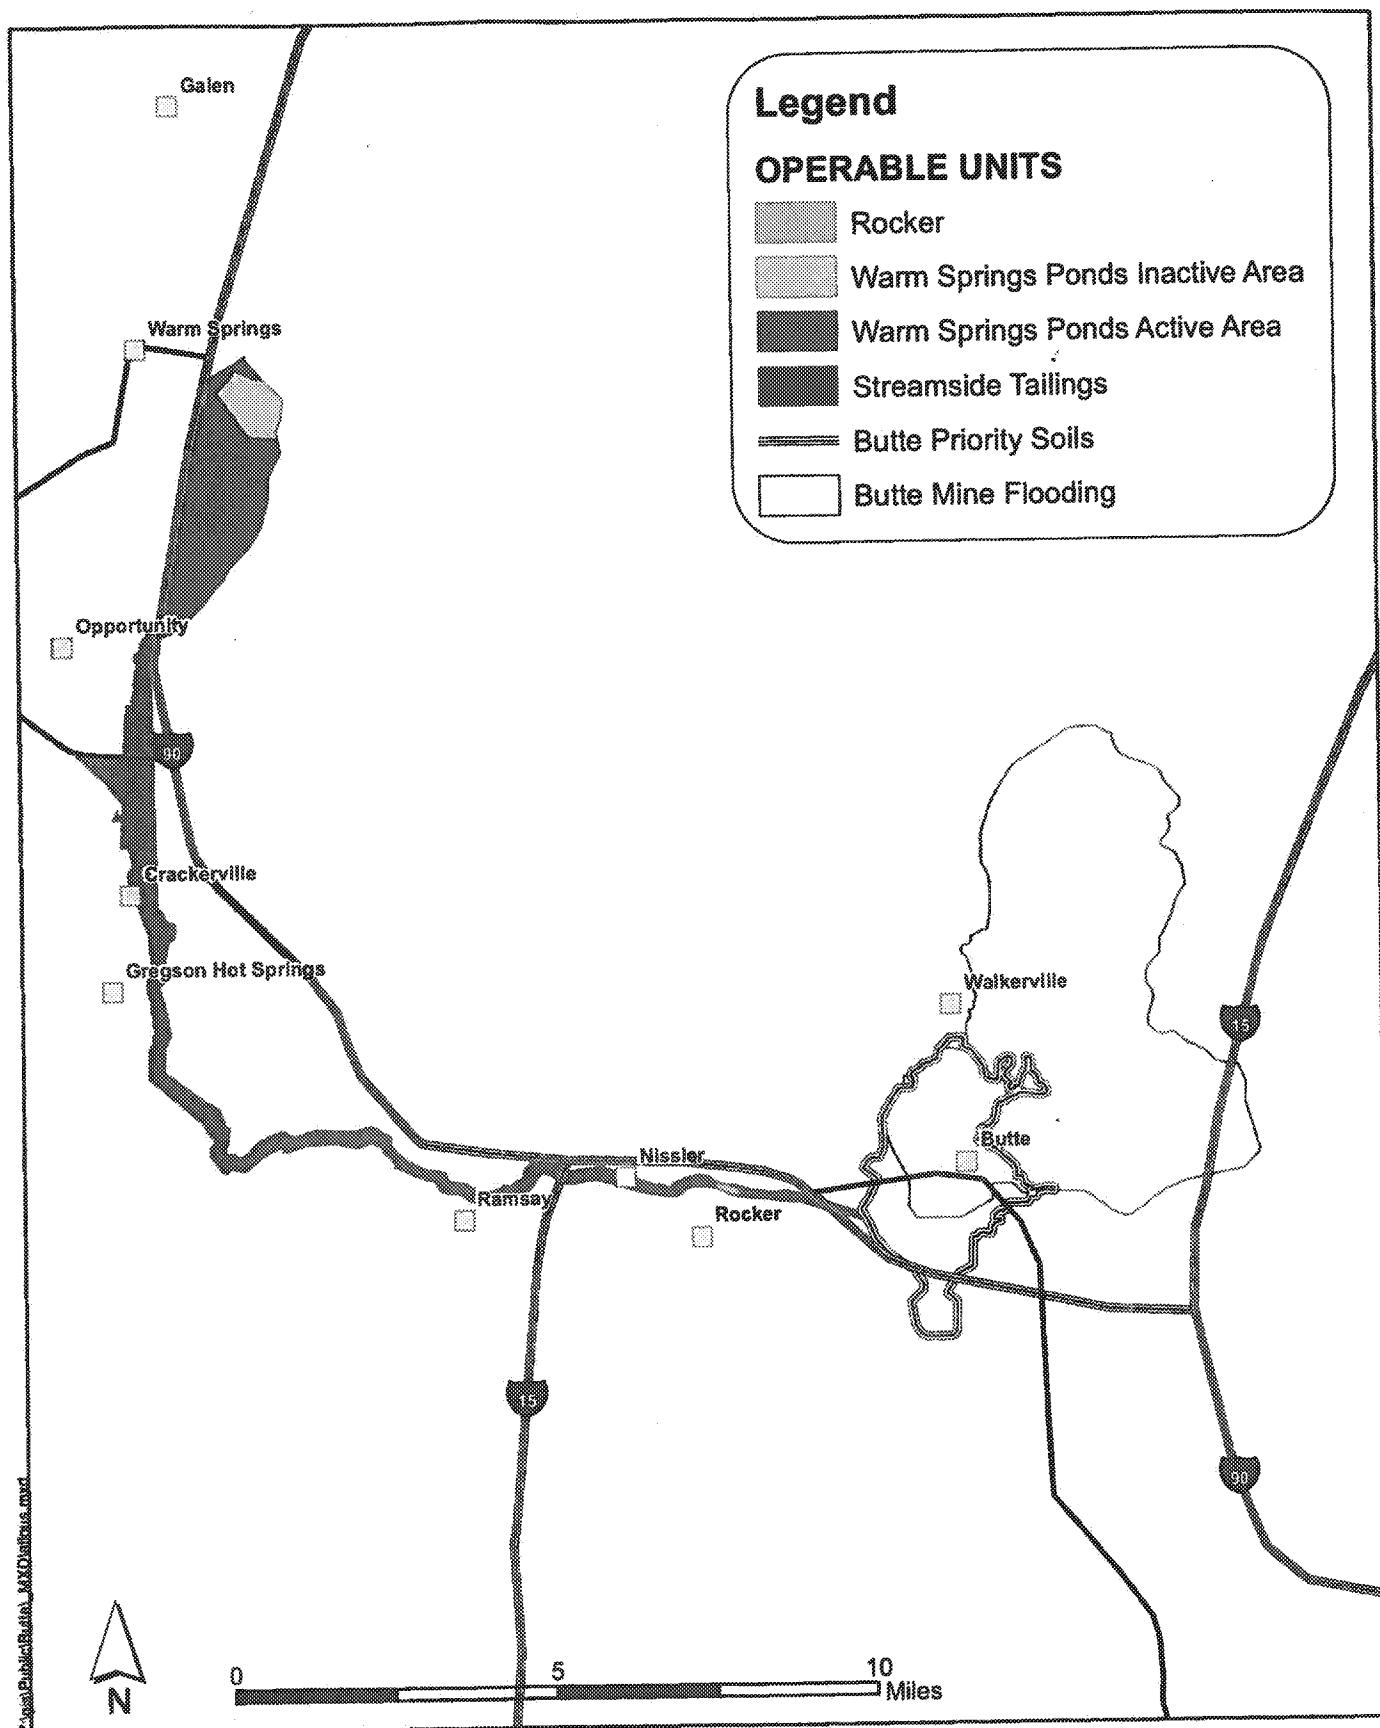 Galen
Legend
OPERABLE UNITS
Rocker
Warm Springs Ponds Inactive Area
Warm Springs Ponds Active Area
Streamside Tailings
Butte Priority Soils
Butte Mine Flooding
Warm Springs
Opportunity
90
Crackerville
Gregson Hot Springs
Walkerville
15
Butte
Nissler
Ramsay
Rocker
15
90
0 5 10
Miles
N